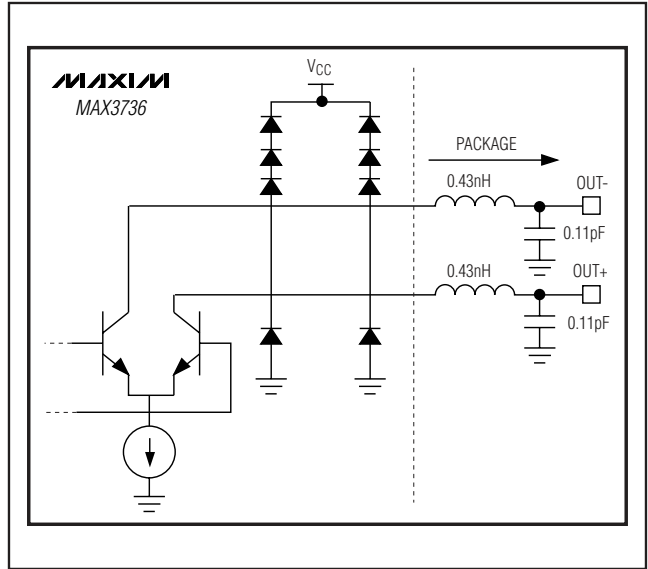 VCC
MAXIM
MAX3736
PACKAGE
0.43nH
OUT-
0.11pF
0.43nH
OUT+
0.11pF